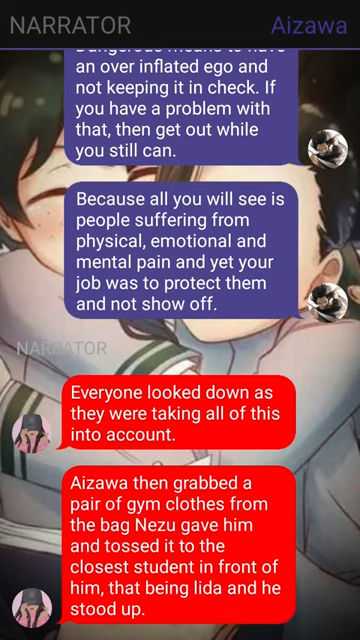 NARRATOR
Aizawa
Dangerous means to have
an over inflated ego and
not keeping it in check. If
you have a problem with
that, then get out while
you still can.
Because all you will see is
people suffering from
physical, emotional and
mental pain and yet your
job was to protect them
and not show off.
NARRATOR
Everyone looked down as
they were taking all of this
into account.
Aizawa then grabbed a
pair of gym clothes from
the bag Nezu gave him
and tossed it to the
closest student in front of
him, that being Iida and he
stood up.